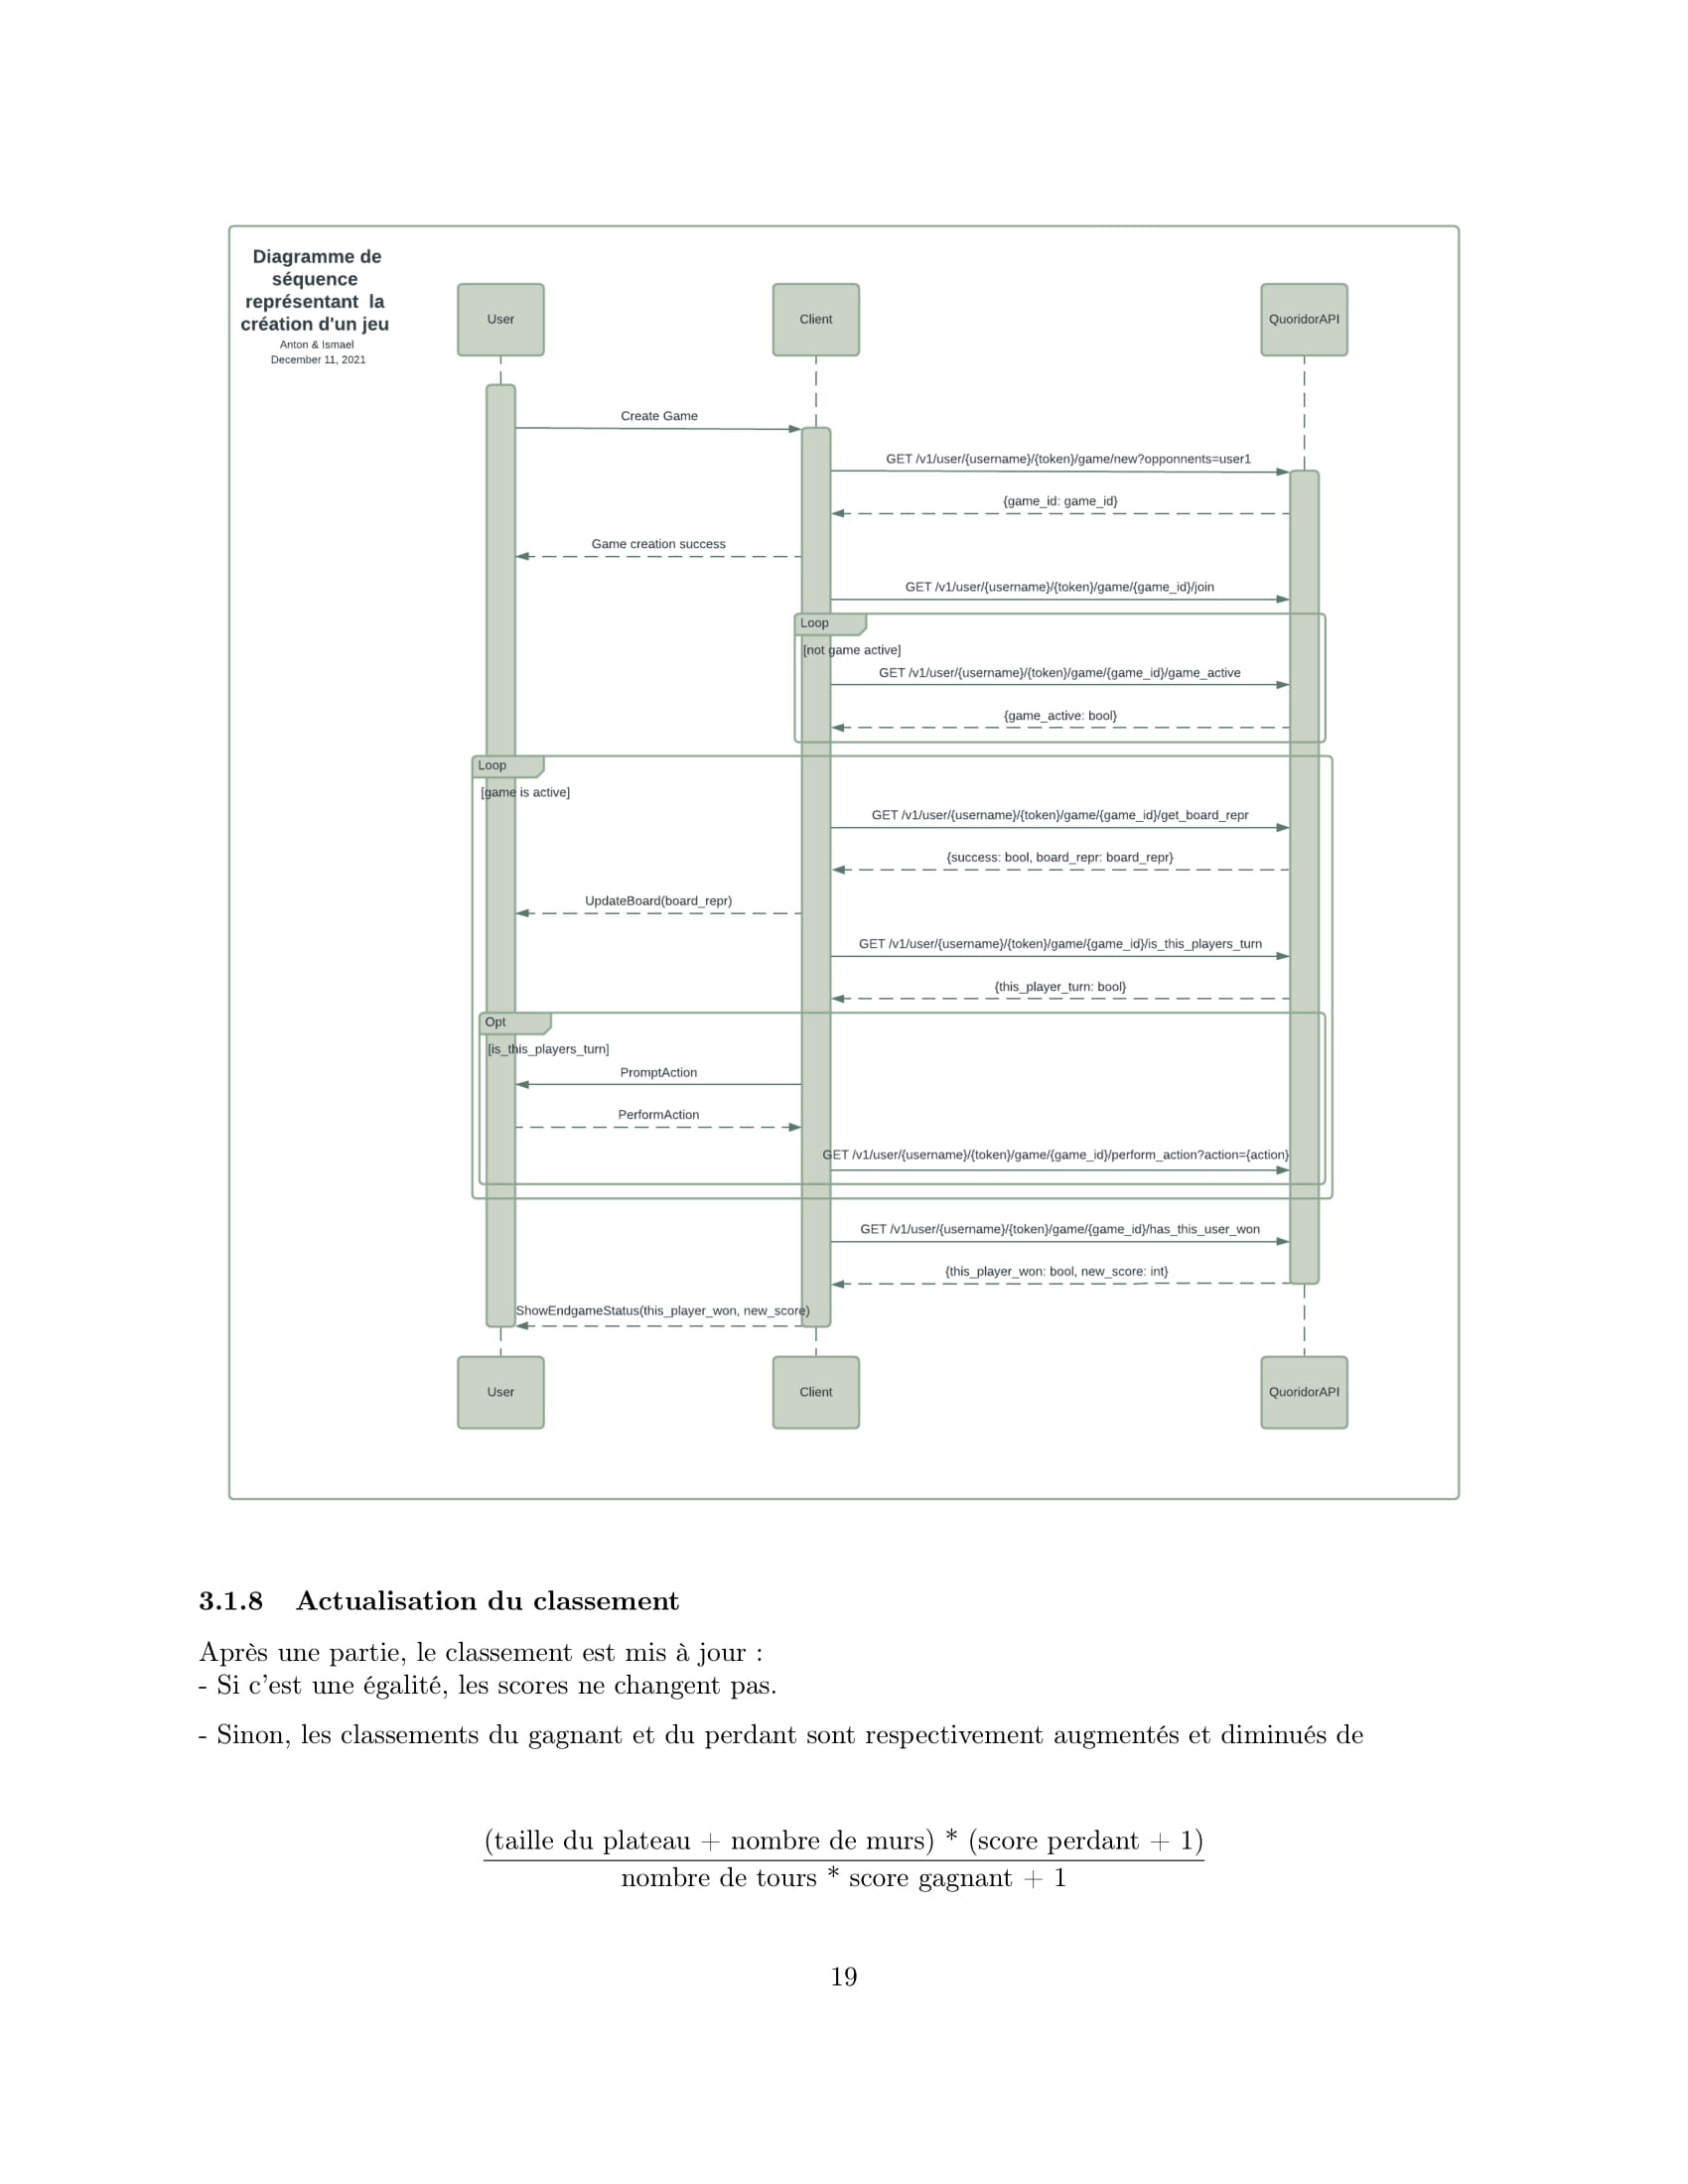 Diagramme de
séquence
représentant  la
création d'un jeu
Anton & Ismael
December 11, 2021
User
Client
QuoridorAPI
Create Game
GET /v1/user/{username}/{token}/game/new?opponnents=user1
{game_id: game_id}
Game creation success
GET /v1/user/{username}/{token}/game/{game_id}/join
Loop
[not game active]
GET /v1/user/{username}/{token}/game/{game_id}/game_active
{game_active: bool}
Loop
[game is active]
GET /v1/user/{username}/{token}/game/{game_id}/get_board_repr
{success: bool, board_repr: board_repr}
UpdateBoard(board_repr)
GET /v1/user/{username}/{token}/game/{game_id}/is_this_players_turn
{this_player_turn: bool}
Opt
[is_this_players_turn]
PromptAction
PerformAction
GET /v1/user/{username}/{token}/game/{game_id}/perform_action?action={action}
GET /v1/user/{username}/{token}/game/{game_id}/has_this_user_won
{this_player_won: bool, new_score: int}
ShowEndgameStatus(this_player_won, new_score)
User
Client
QuoridorAPI
3.1.8 Actualisation du classement
Après une partie, le classement est mis à jour :
- Si c'est une égalité, les scores ne changent pas.
- Sinon, les classements du gagnant et du perdant sont respectivement augmentés et diminués de
(taille du plateau + nombre de murs) * (score perdant + 1)
nombre de tours * score gagnant + 1
19